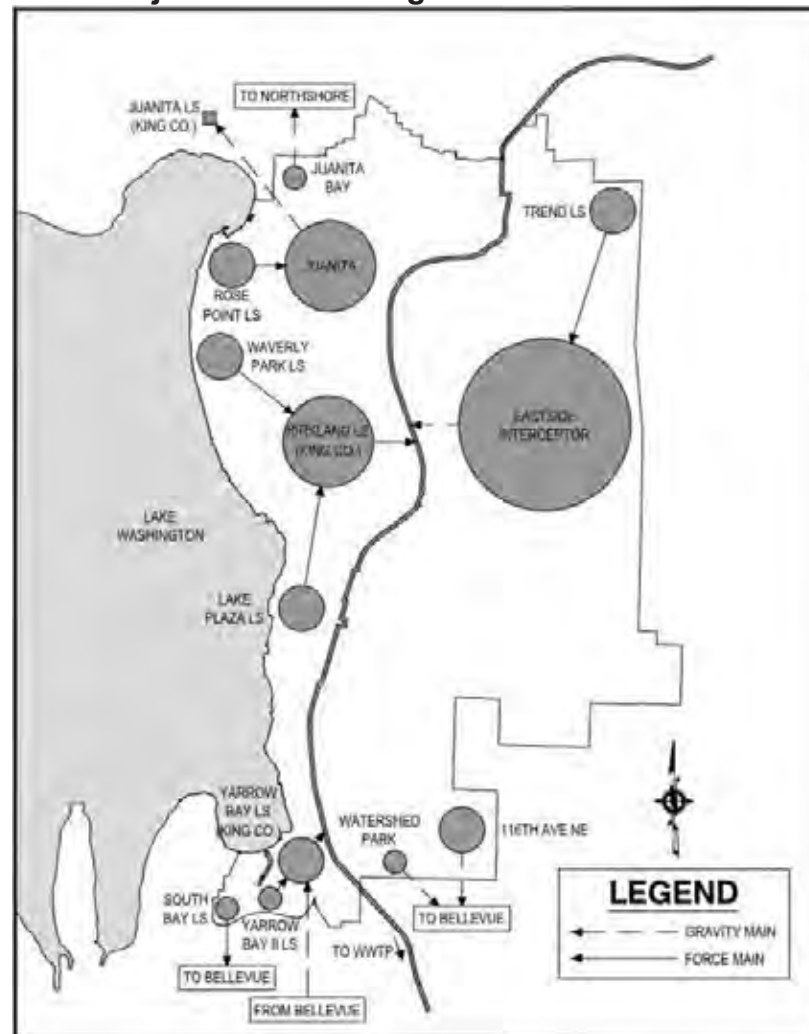 TO NORTHSHORE
JUANITA LS
(KING CO.)
JUANITA
BAY
TREND LS
JUANITA
ROSE
POINT LS
WAVERLY
PARK LS
KIRKLAND LS
(KING CO.)
EASTSIDE
INTERCEPTOR
LAKE
WASHINGTON
LAKE
PLAZA LS
YARROW
BAY LS
KING CO.
WATERSHED
PARK
116TH AVE NE
SOUTH
BAY LS
YARROW
BAY II LS
TO BELLEVUE
TO WWTP
TO BELLEVUE
FROM BELLEVUE
N
LEGEND
GRAVITY MAIN
FORCE MAIN